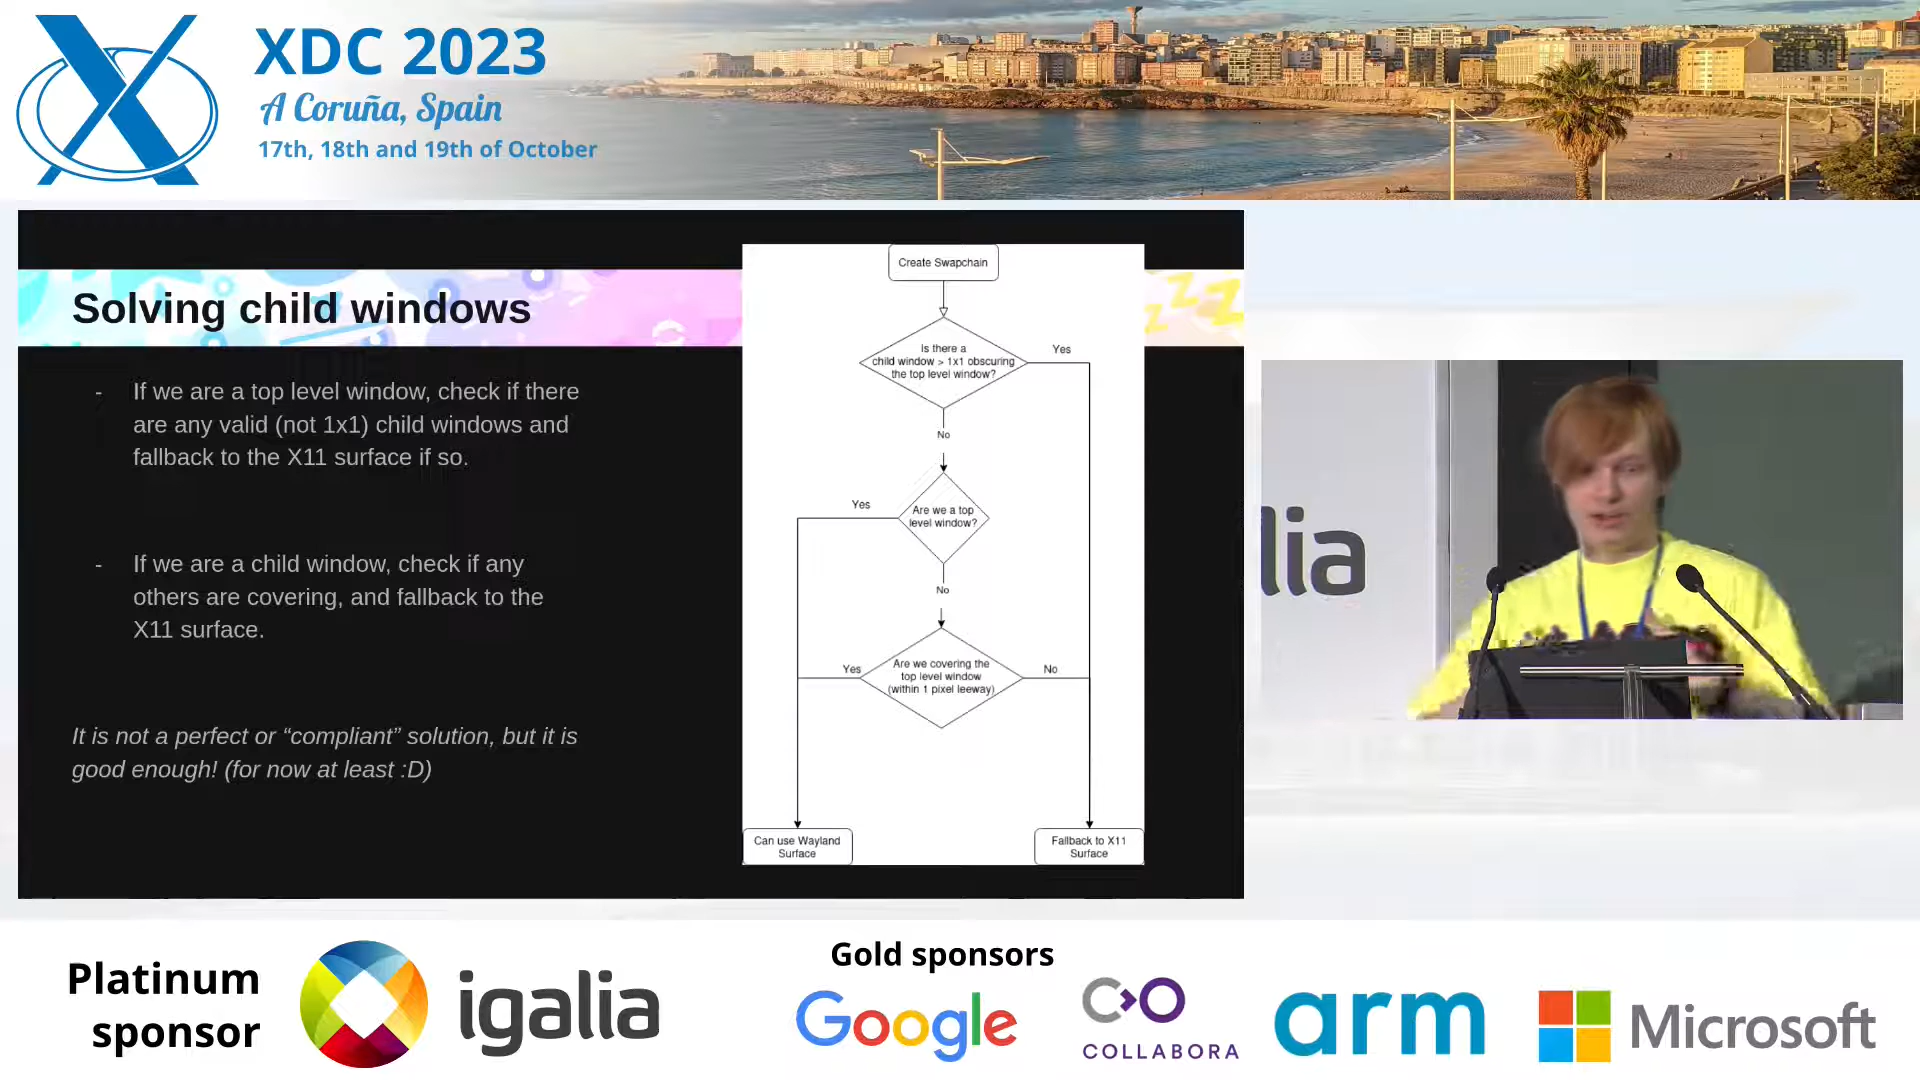 XDC 2023
A Coruña, Spain
17th, 18th and 19th of October
Solving child windows
- If we are a top level window, check if there
are any valid (not 1x1) child windows and
fallback to the X11 surface if so.
- If we are a child window, check if any
others are covering, and fallback to the
X11 surface.
It is not a perfect or “compliant” solution, but it is
good enough! (for now at least :D)
Create Swapchain
Is there a
child window > 1x1 obscuring
the top level window?
Yes
No
Are we a top
level window?
Yes
No
Are we covering the
top level window
(within 1 pixel leeway)
Yes
No
Can use Wayland
Surface
Fallback to X11
Surface
lia
Platinum
sponsor
igalia
Gold sponsors
Google
COLLABORA
arm
Microsoft